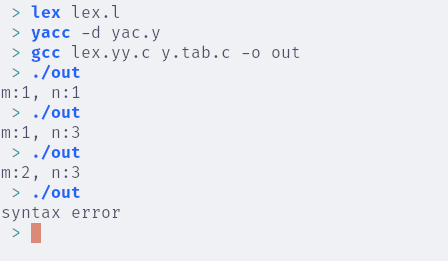 > lex lex.l
> yacc -d yac.y
> gcc lex.yy.c y.tab.c -o out
> ./out
m:1, n:1
> ./out
m:1, n:3
> ./out
m:2, n:3
> ./out
syntax error
>